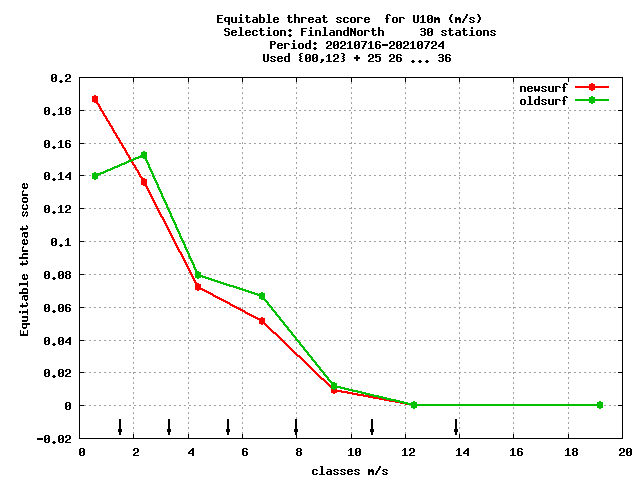 Equitable threat score  for U10m (m/s)
Selection: FinlandNorth     30 stations
Period: 20210716-20210724
Used {00,12} + 25 26 ... 36
newsurf
oldsurf
0.2
0.18
0.16
0.14
0.12
0.1
0.08
0.06
0.04
0.02
0
-0.02
Equitable threat score
0 2 4 6 8 10 12 14 16 18 20
classes m/s